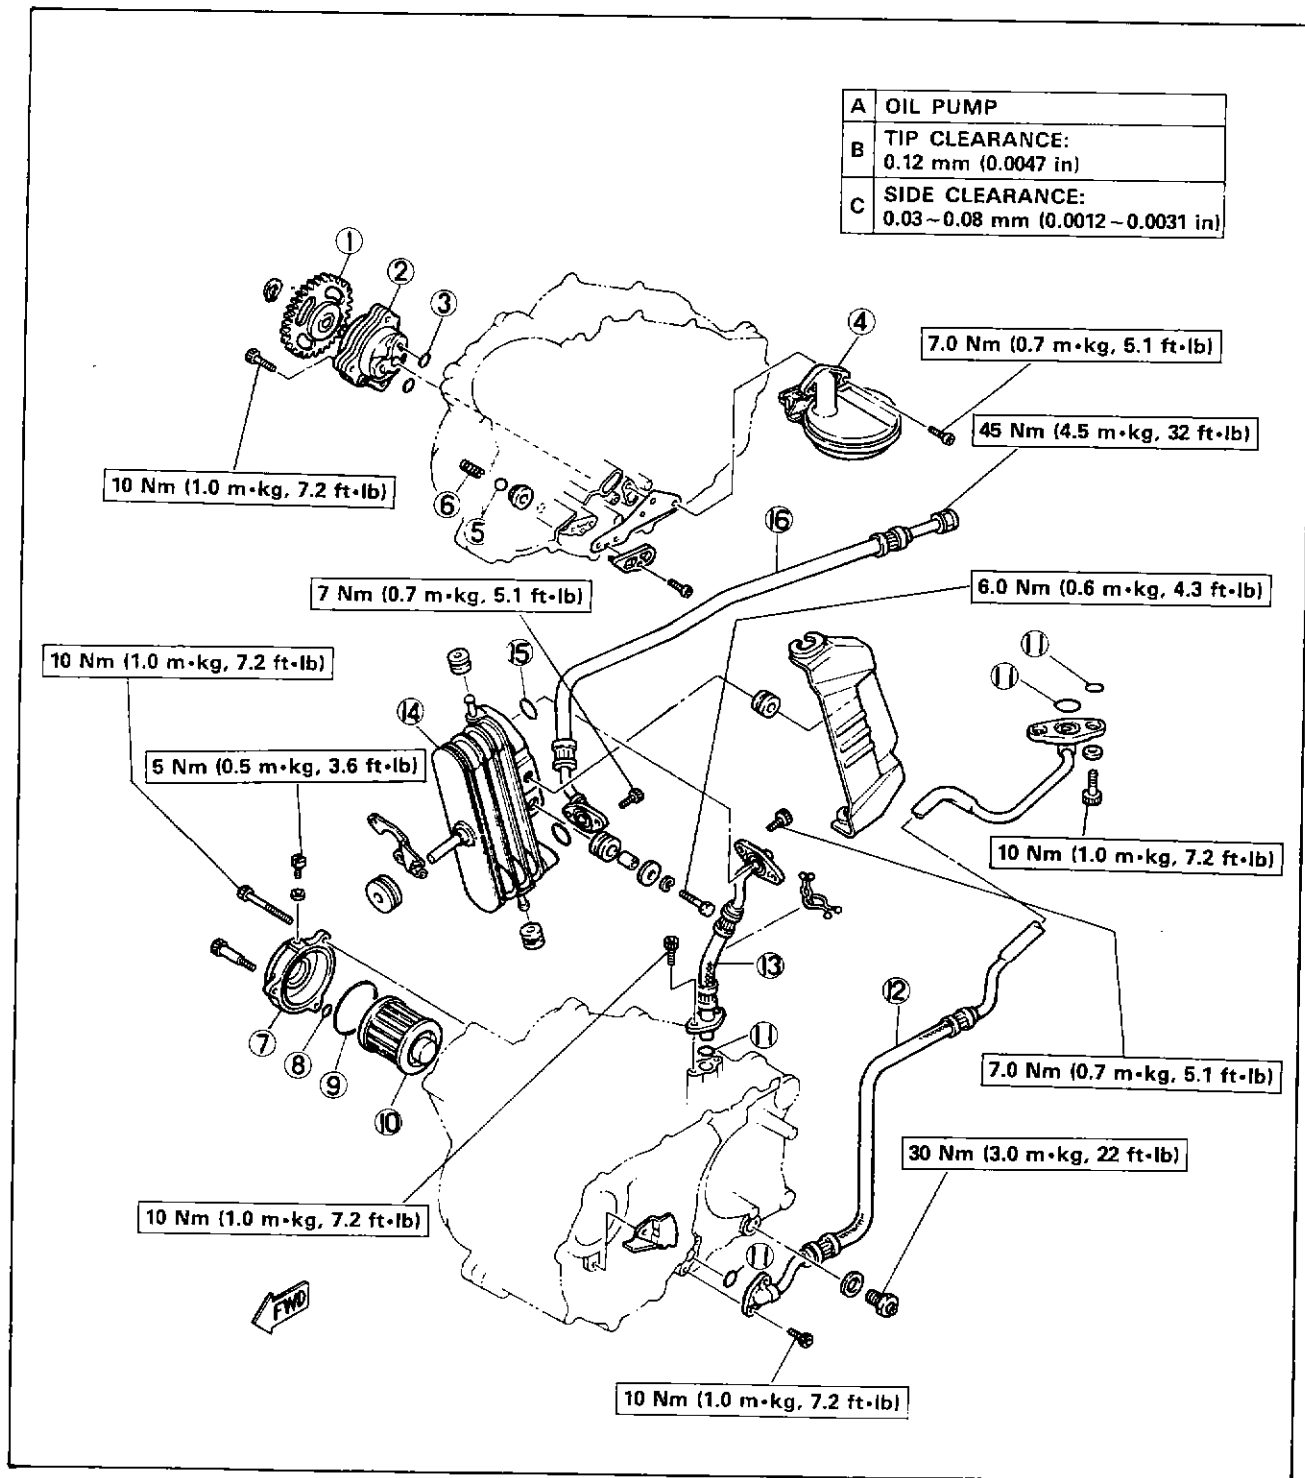 A OIL PUMP
B TIP CLEARANCE:
0.12 mm (0.0047 in)
C SIDE CLEARANCE:
0.03~0.08 mm (0.0012~0.0031 in)
1
2
3
4
7.0 Nm (0.7 m•kg, 5.1 ft•lb)
45 Nm (4.5 m•kg, 32 ft•lb)
10 Nm (1.0 m•kg, 7.2 ft•lb)
6
5
16
7 Nm (0.7 m•kg, 5.1 ft•lb)
6.0 Nm (0.6 m•kg, 4.3 ft•lb)
10 Nm (1.0 m•kg, 7.2 ft•lb)
15
11
11
14
5 Nm (0.5 m•kg, 3.6 ft•lb)
10 Nm (1.0 m•kg, 7.2 ft•lb)
13
12
7
8
9
10
11
7.0 Nm (0.7 m•kg, 5.1 ft•lb)
30 Nm (3.0 m•kg, 22 ft•lb)
10 Nm (1.0 m•kg, 7.2 ft•lb)
11
FWD
10 Nm (1.0 m•kg, 7.2 ft•lb)